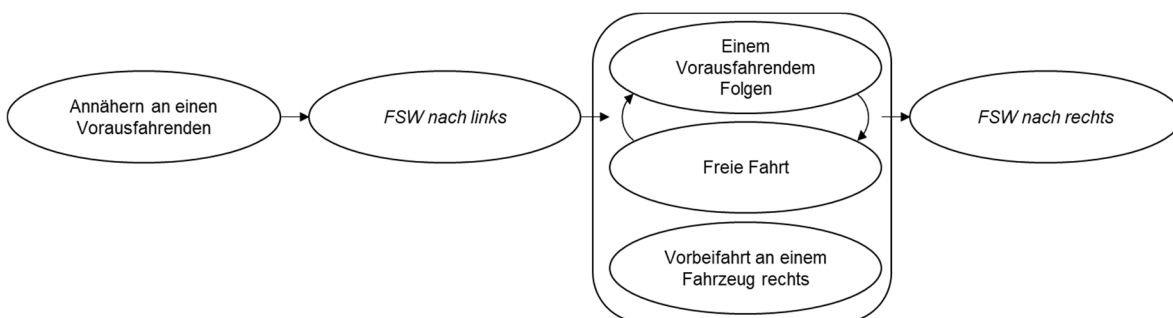 Annähern an einen
Vorausfahrenden
FSW nach links
Einem
Vorausfahrendem
Folgen
Freie Fahrt
Vorbeifahrt an einem
Fahrzeug rechts
FSW nach rechts